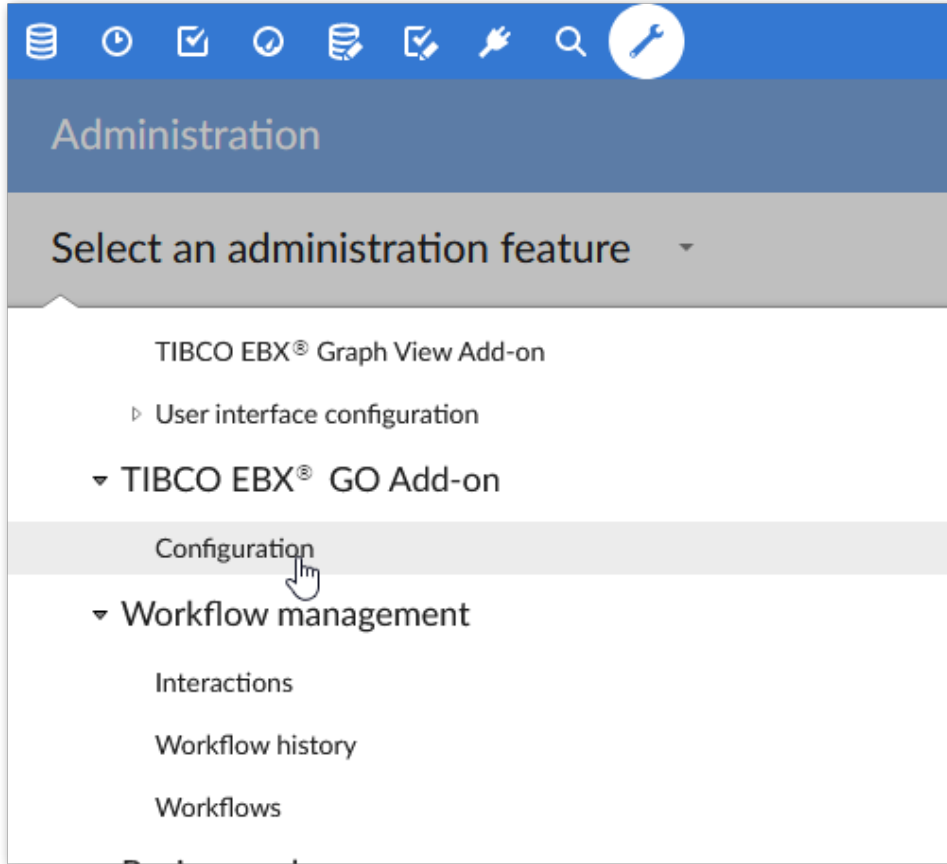 Administration
Select an administration feature
TIBCO EBX® Graph View Add-on
User interface configuration
TIBCO EBX® GO Add-on
Configuration
Workflow management
Interactions
Workflow history
Workflows